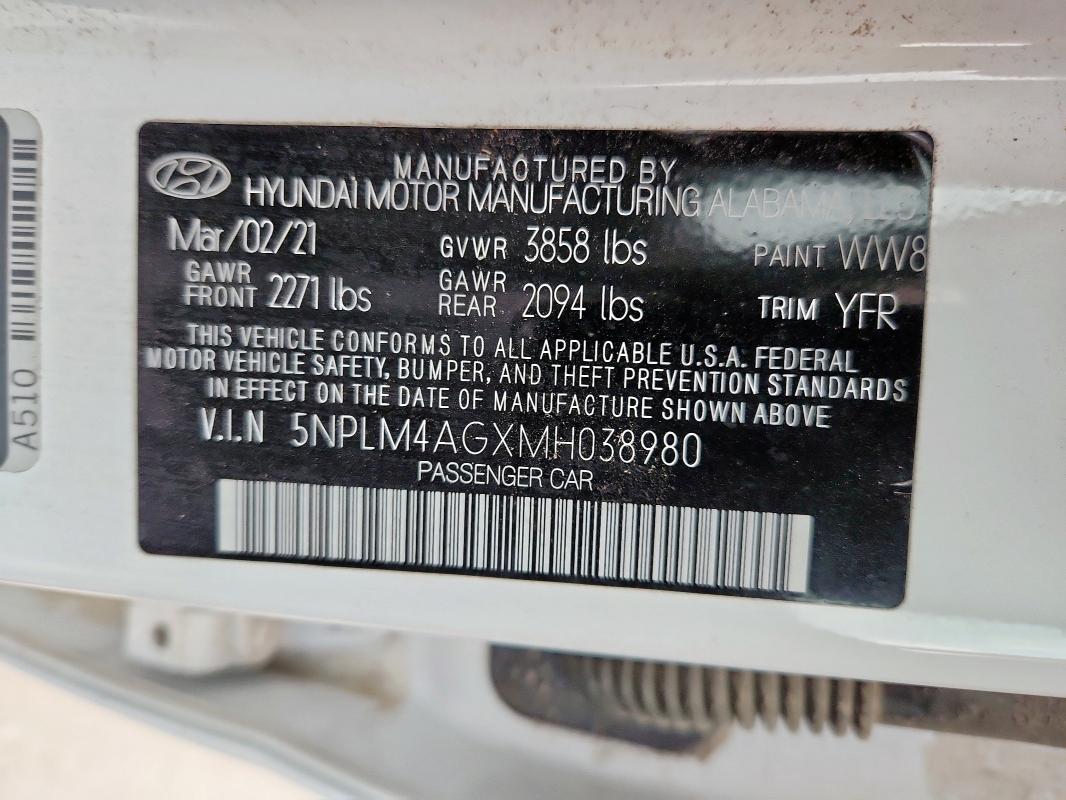 MANUFACTURED BY
HYUNDAI MOTOR MANUFACTURING ALABAMA, LLC
Mar/02/21 GVWR 3858 lbs PAINT WW8
GAWR FRONT 2271 lbs GAWR REAR 2094 lbs TRIM YFR
THIS VEHICLE CONFORMS TO ALL APPLICABLE U.S.A. FEDERAL
MOTOR VEHICLE SAFETY, BUMPER, AND THEFT PREVENTION STANDARDS
IN EFFECT ON THE DATE OF MANUFACTURE SHOWN ABOVE
V.I.N 5NPLM4AGXMH038980
PASSENGER CAR
A510